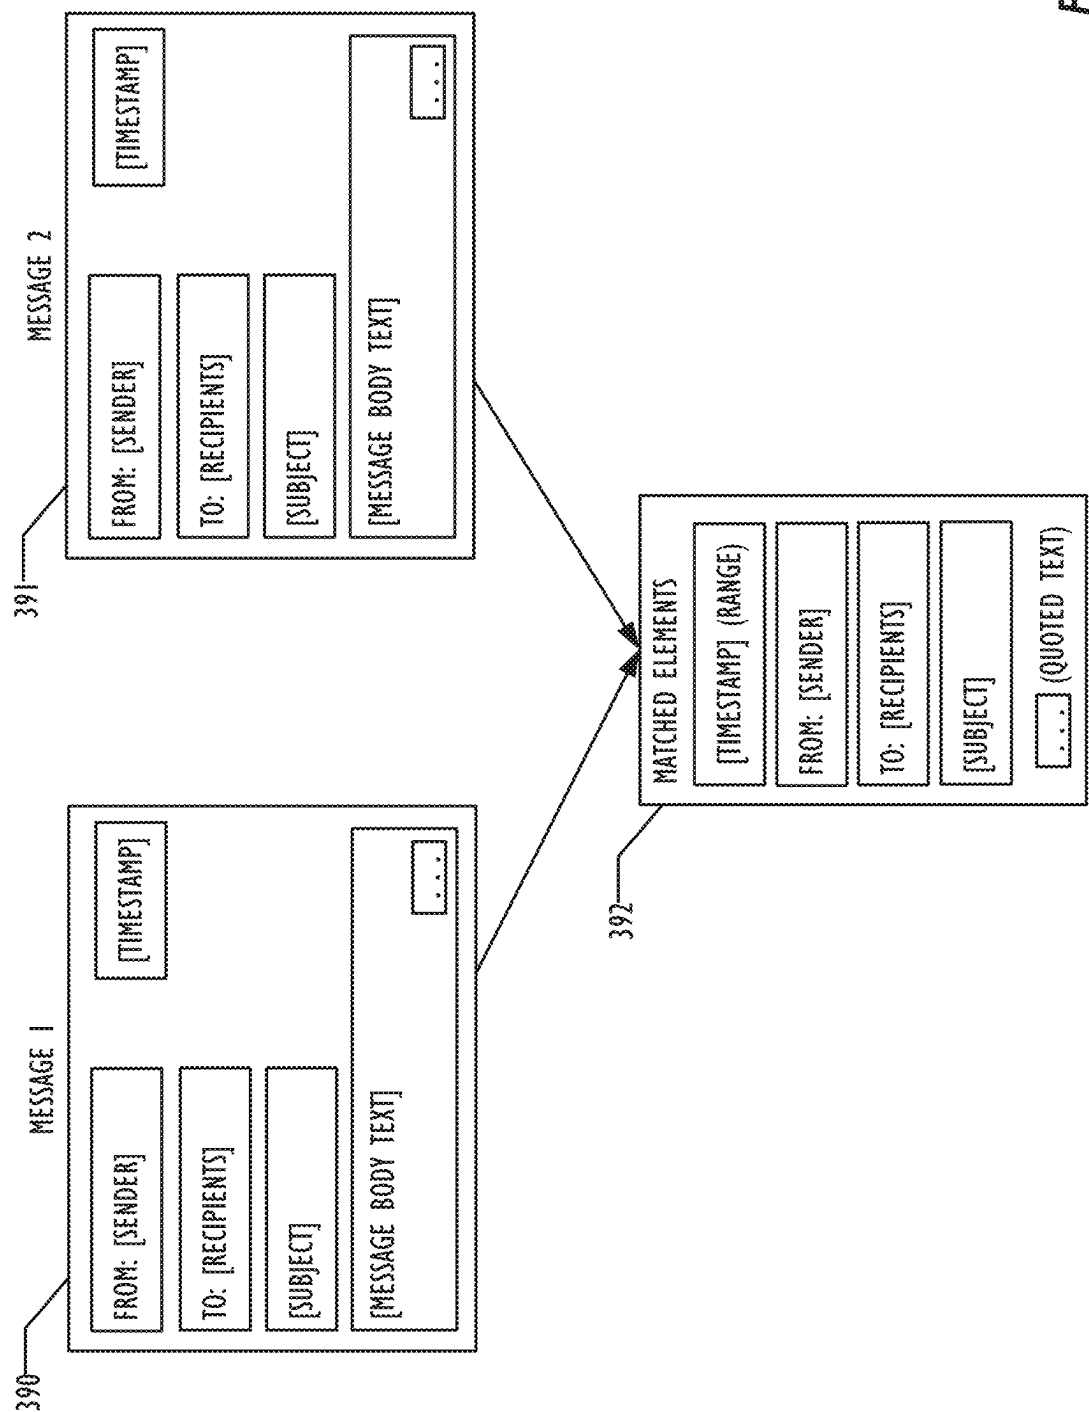 MESSAGE 1
390
FROM: [SENDER]
[TIMESTAMP]
TO: [RECIPIENTS]
[SUBJECT]
[MESSAGE BODY TEXT]
...
MESSAGE 2
391
FROM: [SENDER]
[TIMESTAMP]
TO: [RECIPIENTS]
[SUBJECT]
[MESSAGE BODY TEXT]
...
392
MATCHED ELEMENTS
[TIMESTAMP] (RANGE)
FROM: [SENDER]
TO: [RECIPIENTS]
[SUBJECT]
... (QUOTED TEXT)